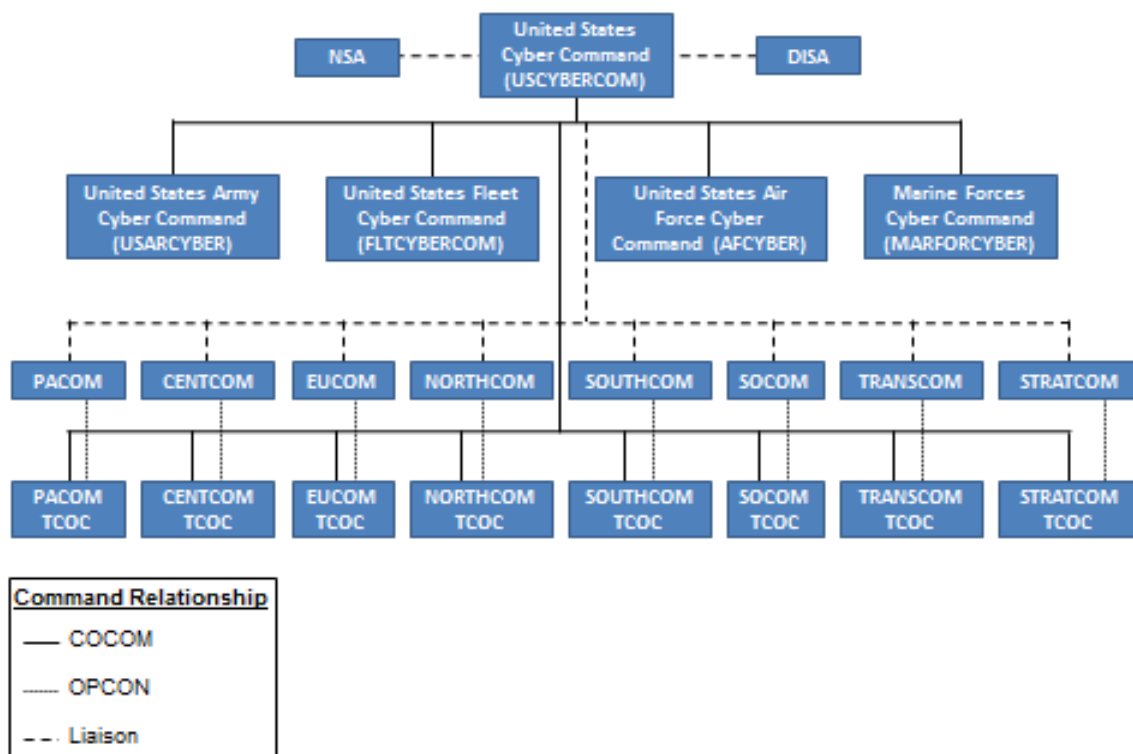 United States
Cyber Command
(USCYBERCOM)
NSA
DISA
United States Army
Cyber Command
(USARCYBER)
United States Fleet
Cyber Command
(FLTCYBERCOM)
United States Air
Force Cyber
Command (AFCYBER)
Marine Forces
Cyber Command
(MARFORCYBER)
PACOM
CENTCOM
EUCOM
NORTHCOM
SOUTHCOM
SOCOM
TRANSCOM
STRATCOM
PACOM
TCOC
CENTCOM
TCOC
EUCOM
TCOC
NORTHCOM
TCOC
SOUTHCOM
TCOC
SOCOM
TCOC
TRANSCOM
TCOC
STRATCOM
TCOC
Command Relationship
COCOM
OPCON
Liaison